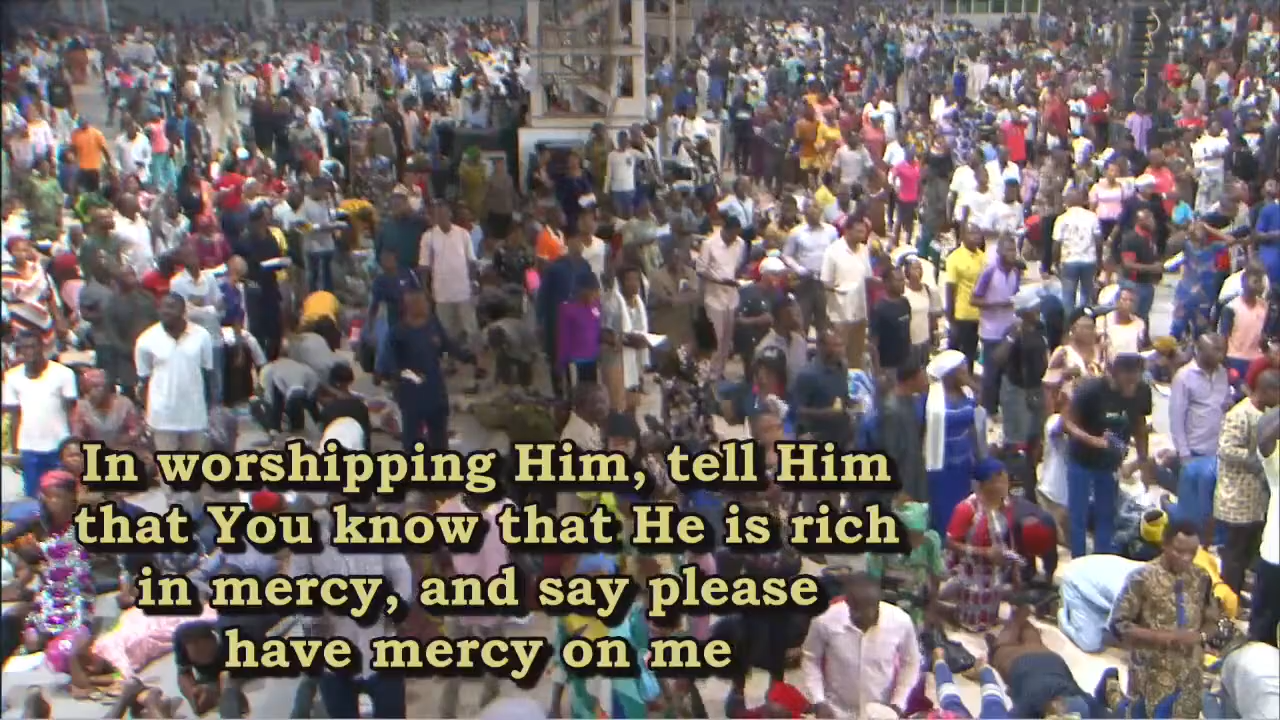 In worshipping Him, tell Him
that You know that He is rich
in mercy, and say please
have mercy on me